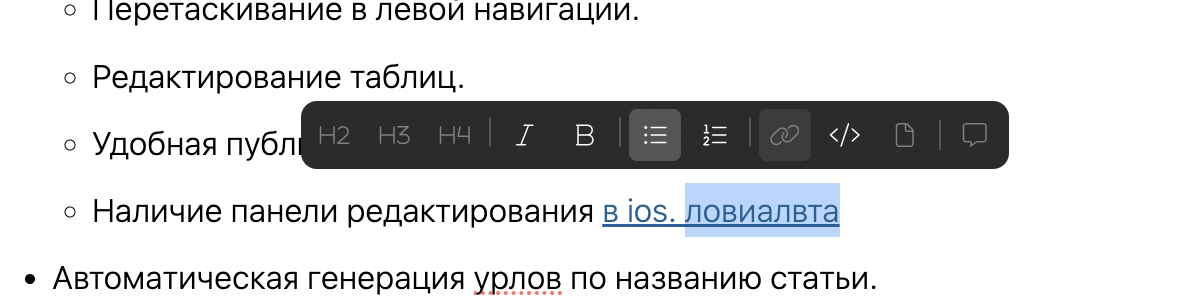 Перетаскивание в левой навигации.
Редактирование таблиц.
H2 H3 H4 I B </>
Удобная
Наличие панели редактирования в ios. ловиалвта
Автоматическая генерация урлов по названию статьи.